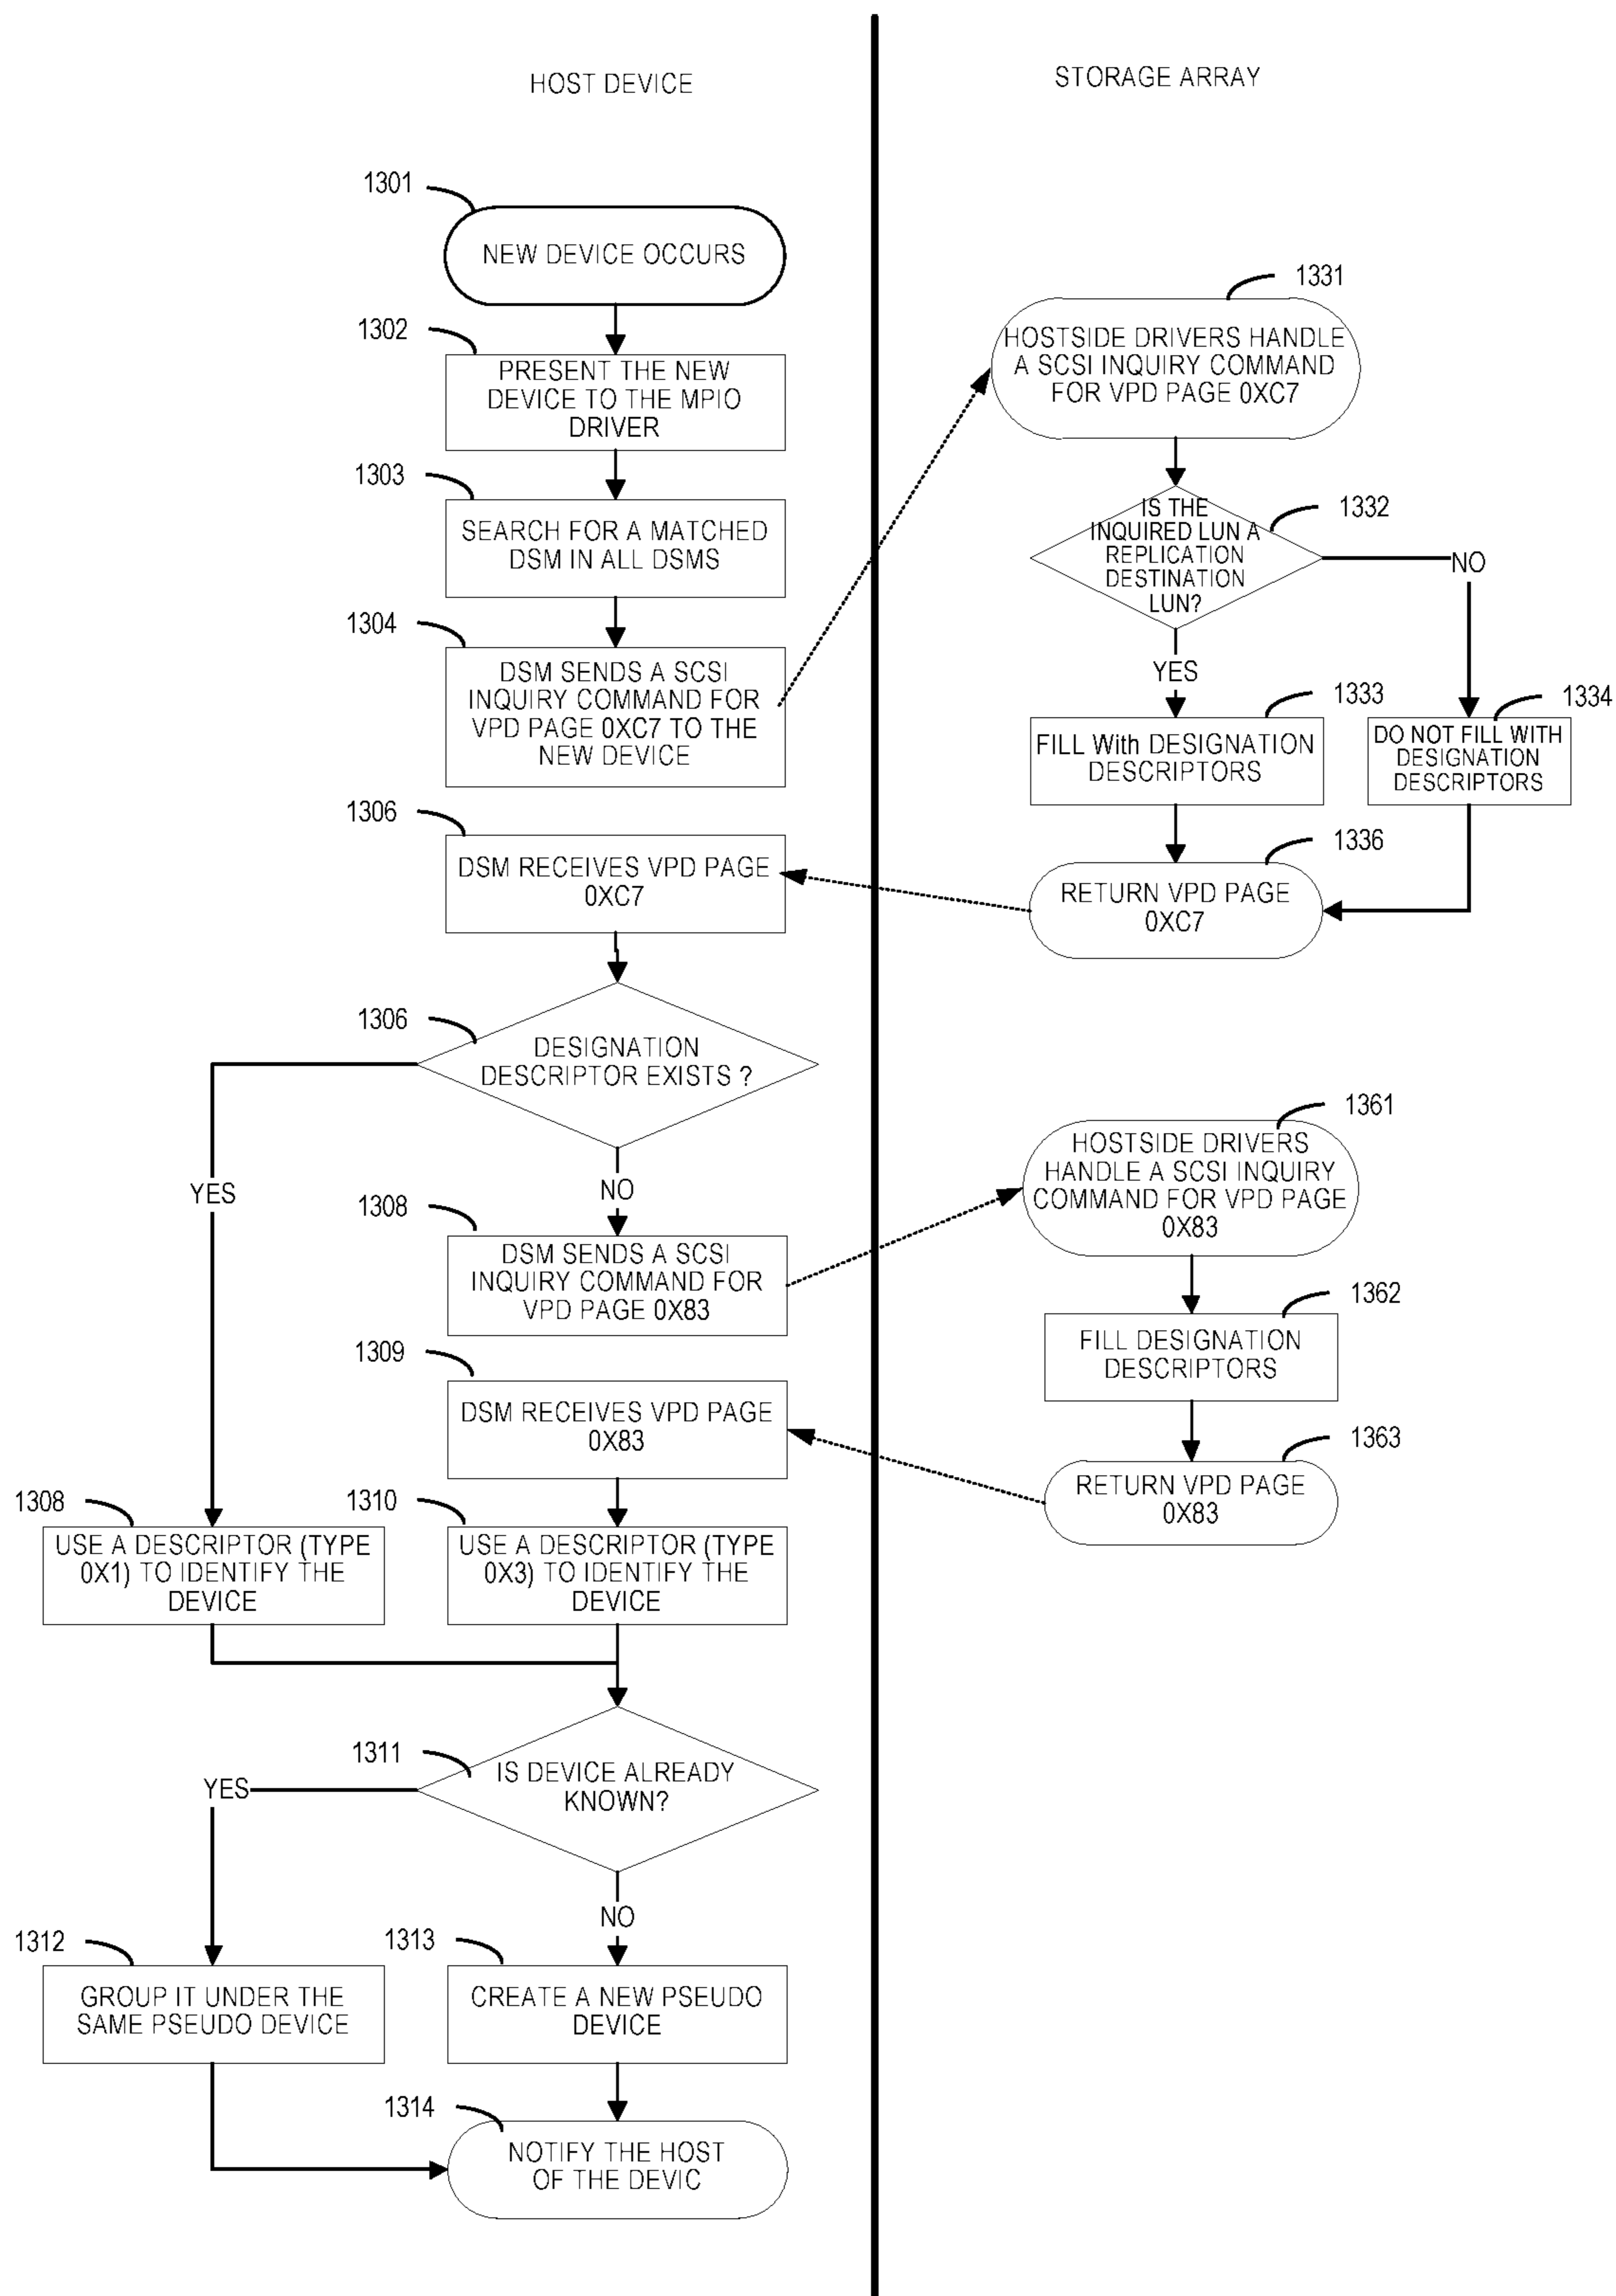 HOST DEVICE
STORAGE ARRAY
1301
NEW DEVICE OCCURS
1302
PRESENT THE NEW
DEVICE TO THE MPIO
DRIVER
1303
SEARCH FOR A MATCHED
DSM IN ALL DSMS
1304
DSM SENDS A SCSI
INQUIRY COMMAND FOR
VPD PAGE 0XC7 TO THE
NEW DEVICE
1331
HOSTSIDE DRIVERS HANDLE
A SCSI INQUIRY COMMAND
FOR VPD PAGE 0XC7
1332
IS THE
INQUIRED LUN A
REPLICATION
DESTINATION
LUN?
NO
YES
1333
FILL With DESIGNATION
DESCRIPTORS
1334
DO NOT FILL WITH
DESIGNATION
DESCRIPTORS
1336
RETURN VPD PAGE
0XC7
1306
DSM RECEIVES VPD PAGE
0XC7
1306
DESIGNATION
DESCRIPTOR EXISTS ?
YES
NO
1308
DSM SENDS A SCSI
INQUIRY COMMAND FOR
VPD PAGE 0X83
1361
HOSTSIDE DRIVERS
HANDLE A SCSI INQUIRY
COMMAND FOR VPD PAGE
0X83
1362
FILL DESIGNATION
DESCRIPTORS
1363
RETURN VPD PAGE
0X83
1309
DSM RECEIVES VPD PAGE
0X83
1308
USE A DESCRIPTOR (TYPE
0X1) TO IDENTIFY THE
DEVICE
1310
USE A DESCRIPTOR (TYPE
0X3) TO IDENTIFY THE
DEVICE
1311
IS DEVICE ALREADY
KNOWN?
YES
NO
1312
GROUP IT UNDER THE
SAME PSEUDO DEVICE
1313
CREATE A NEW PSEUDO
DEVICE
1314
NOTIFY THE HOST
OF THE DEVIC